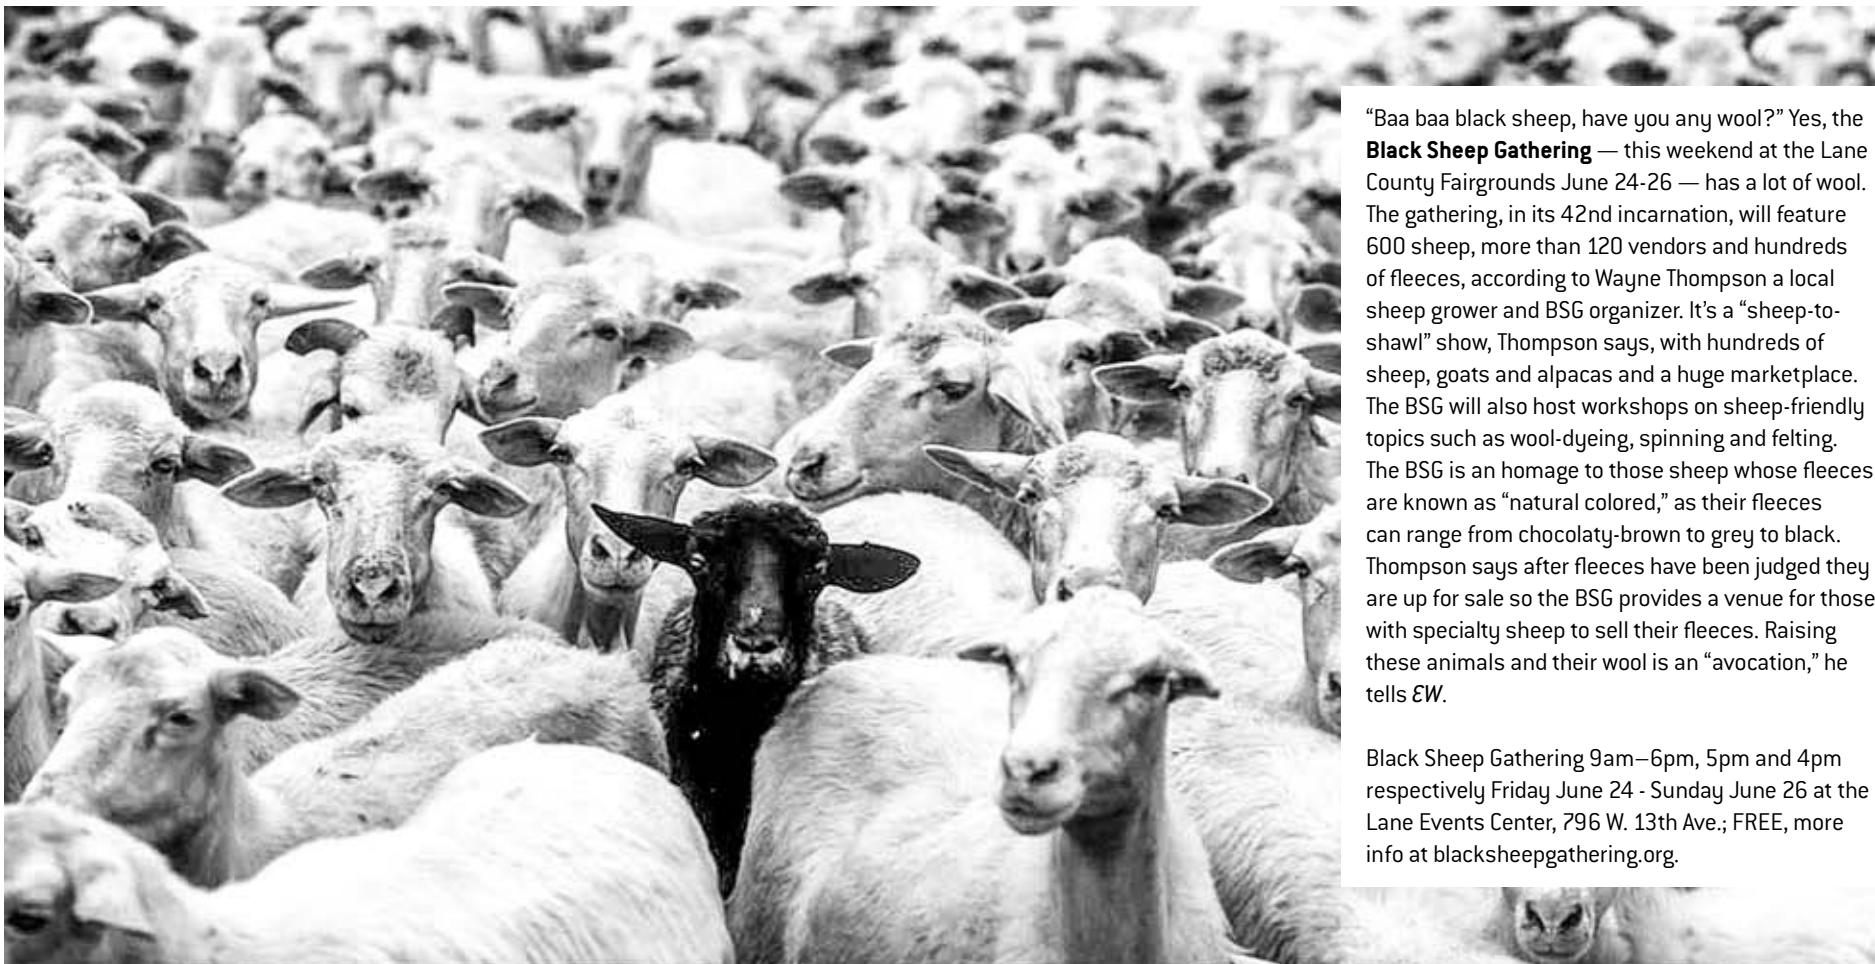 “Baa baa black sheep, have you any wool?” Yes, the
Black Sheep Gathering — this weekend at the Lane
County Fairgrounds June 24-26 — has a lot of wool.
The gathering, in its 42nd incarnation, will feature
600 sheep, more than 120 vendors and hundreds
of fleeces, according to Wayne Thompson a local
sheep grower and BSG organizer. It’s a “sheep-to-
shawl” show, Thompson says, with hundreds of
sheep, goats and alpacas and a huge marketplace.
The BSG will also host workshops on sheep-friendly
topics such as wool-dyeing, spinning and felting.
The BSG is an homage to those sheep whose fleeces
are known as “natural colored,” as their fleeces
can range from chocolaty-brown to grey to black.
Thompson says after fleeces have been judged they
are up for sale so the BSG provides a venue for those
with specialty sheep to sell their fleeces. Raising
these animals and their wool is an “avocation,” he
tells EW.
Black Sheep Gathering 9am–6pm, 5pm and 4pm
respectively Friday June 24 - Sunday June 26 at the
Lane Events Center, 796 W. 13th Ave.; FREE, more
info at blacksheepgathering.org.